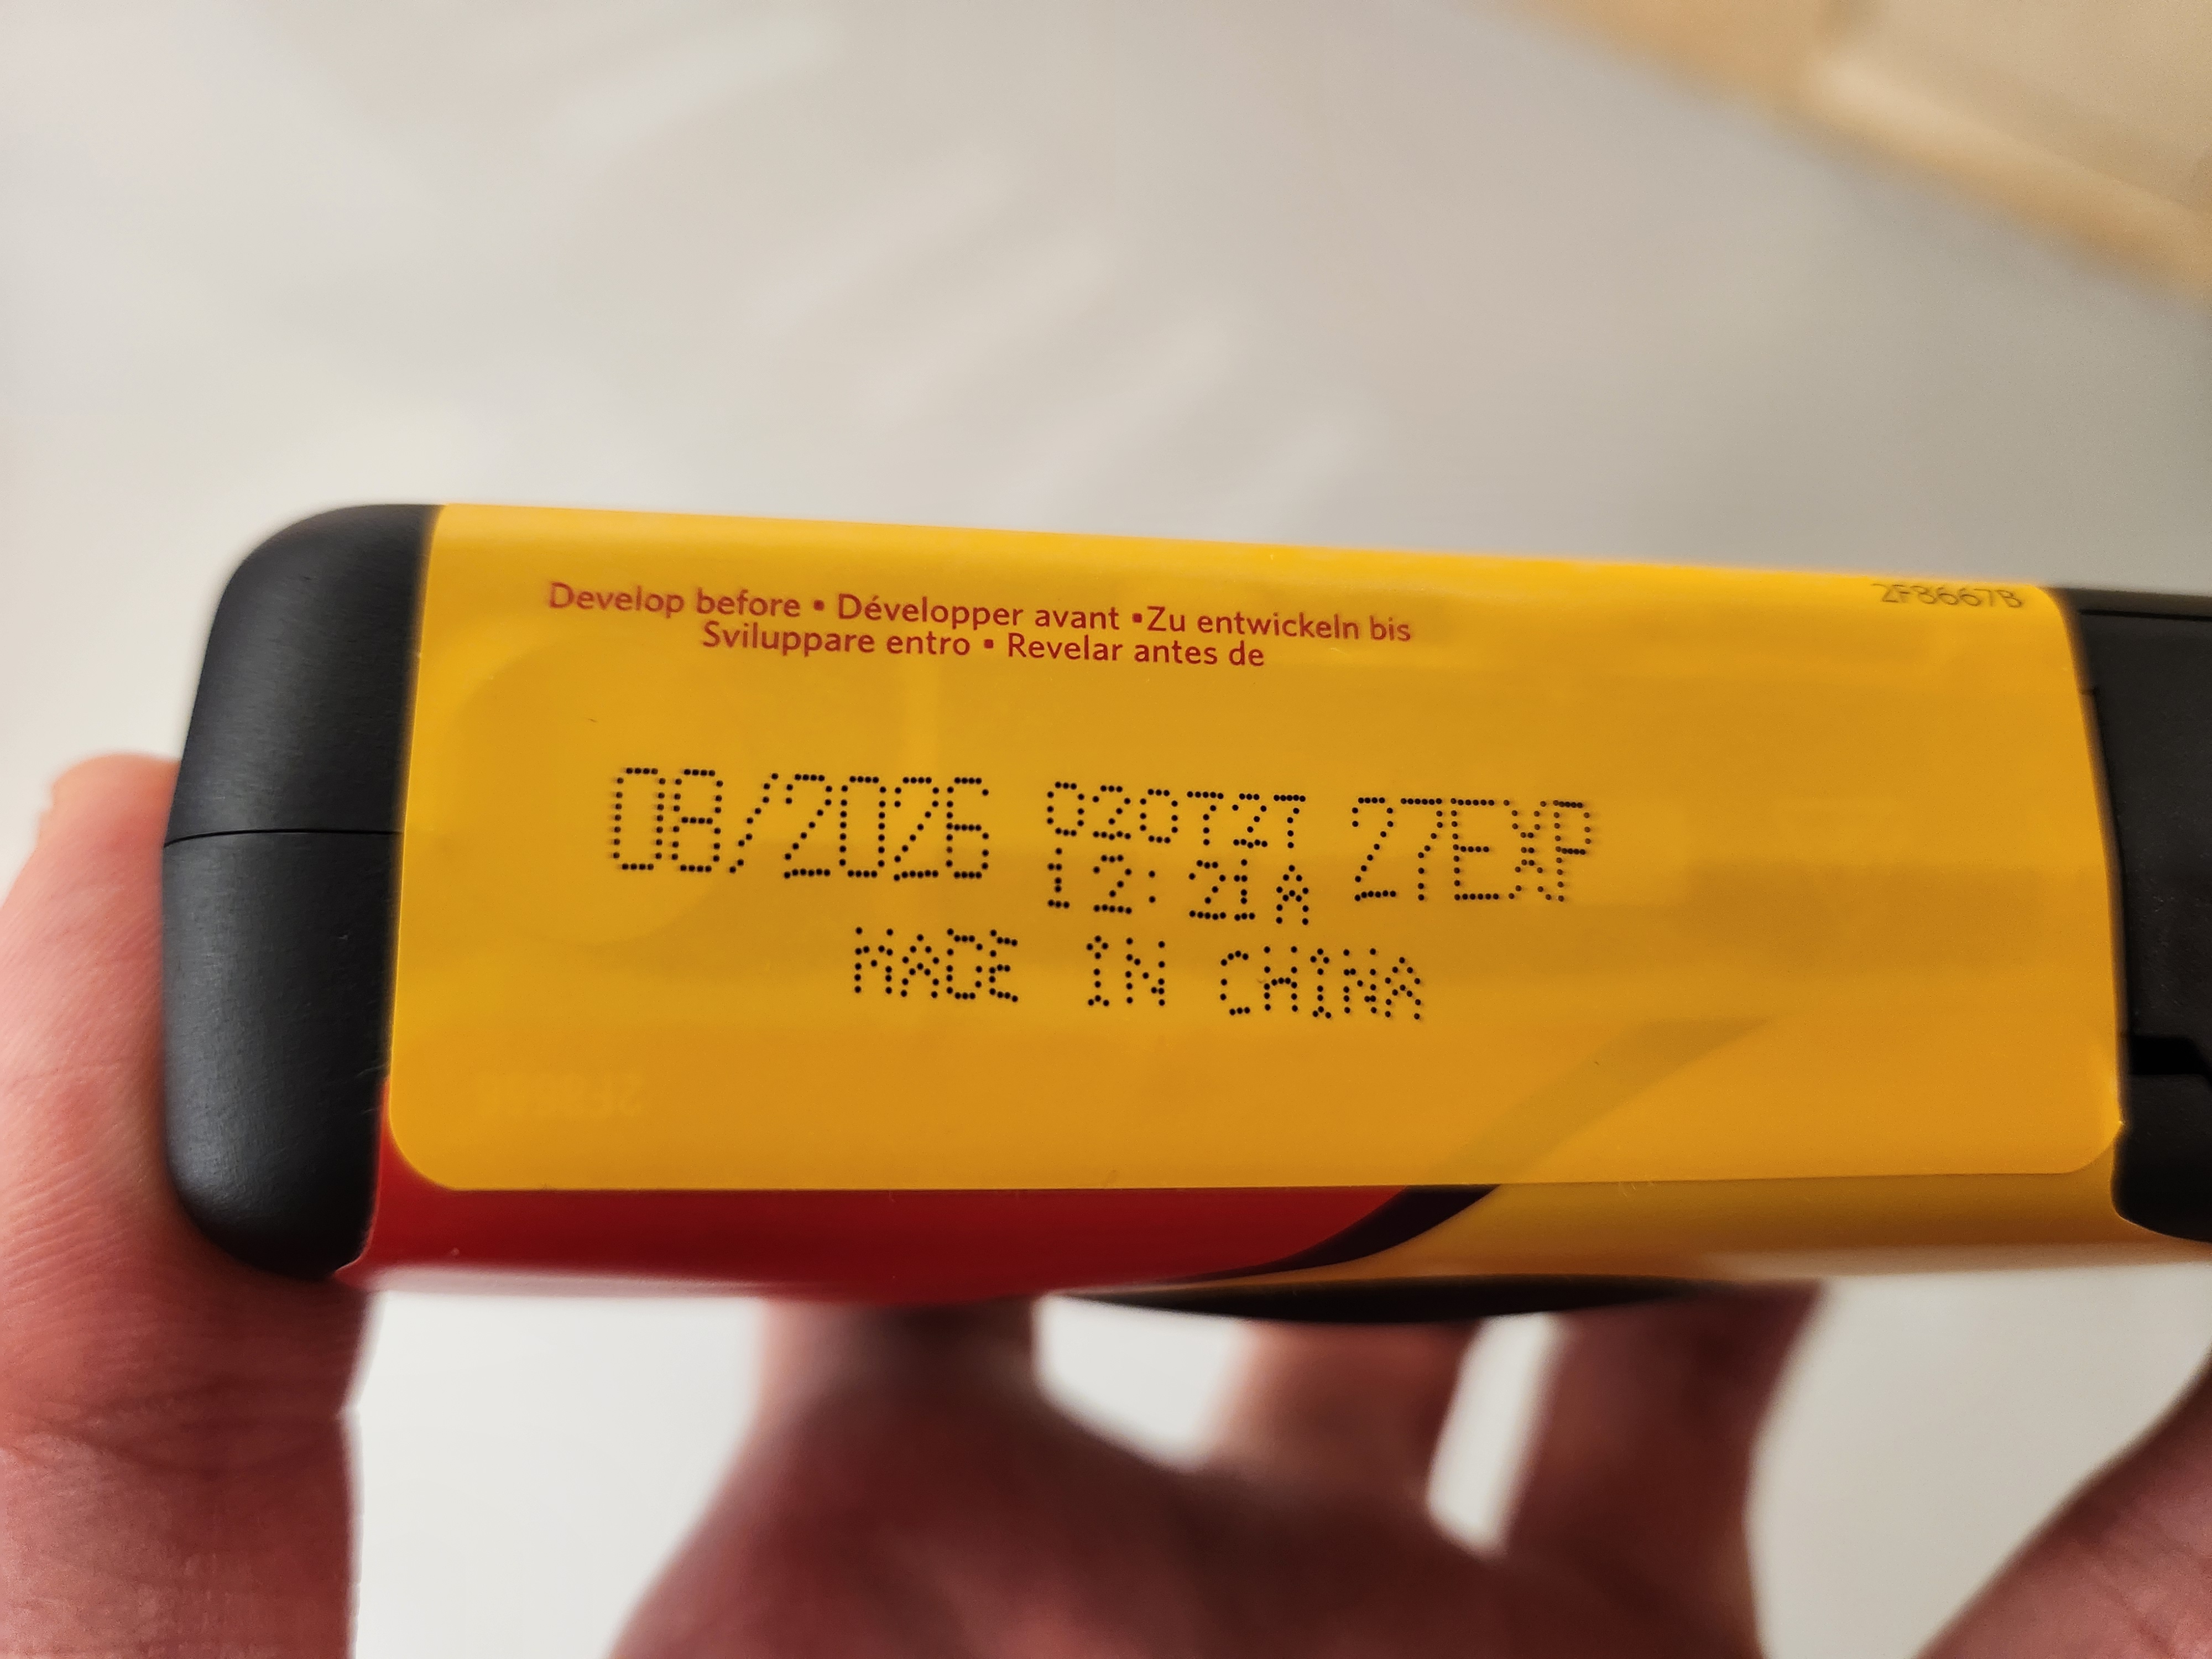 2F8667B
Develop before ▪ Développer avant ▪Zu entwickeln bis
Sviluppare entro ▪ Revelar antes de
08/2026 020T27 27EXP
12:21A
MADE IN CHINA